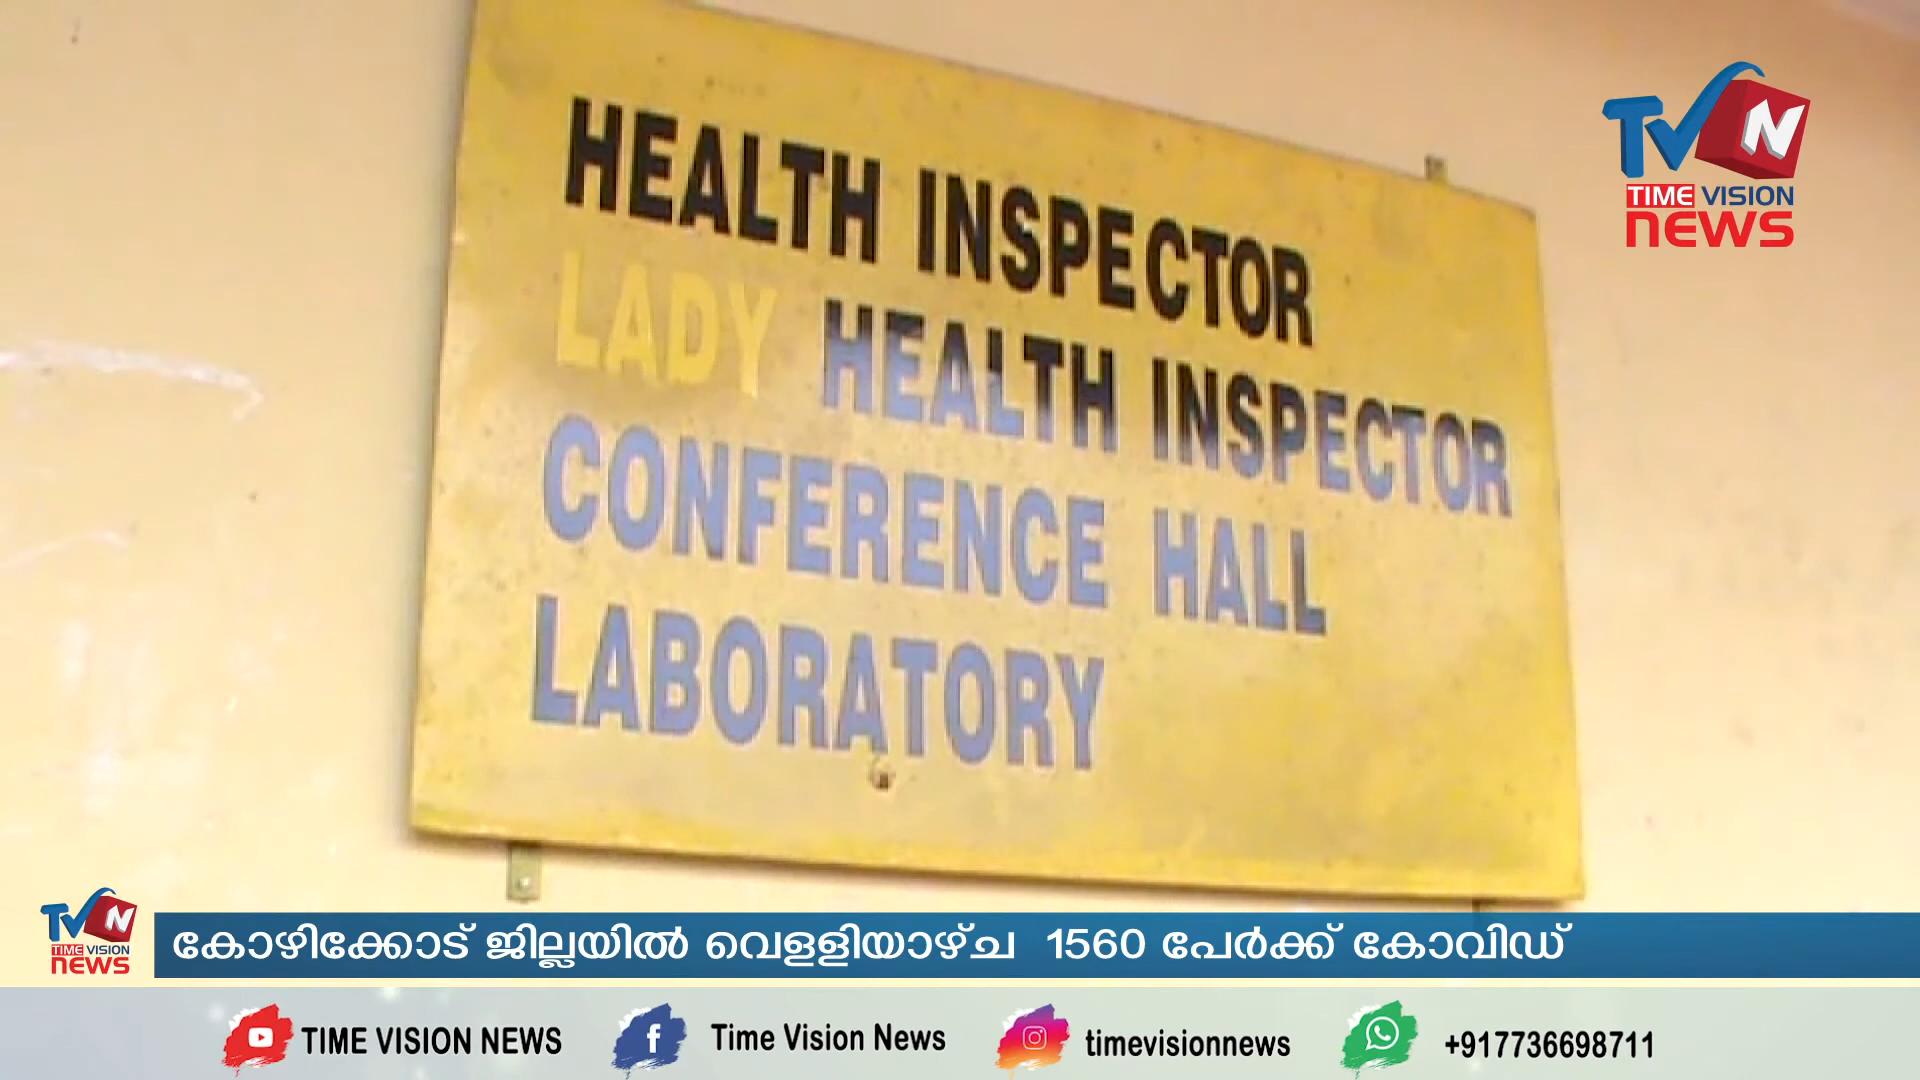 HEALTH INSPECTOR
LADY HEALTH INSPECTOR
CONFERENCE HALL
LABORATORY
TVN
TIME VISION
NEWS
TVN
TIME VISION
NEWS
കോഴിക്കോട് ജില്ലയിൽ വെളളിയാഴ്ച 1560 പേർക്ക് കോവിഡ്
TIME VISION NEWS
Time Vision News
timevisionnews
+917736698711